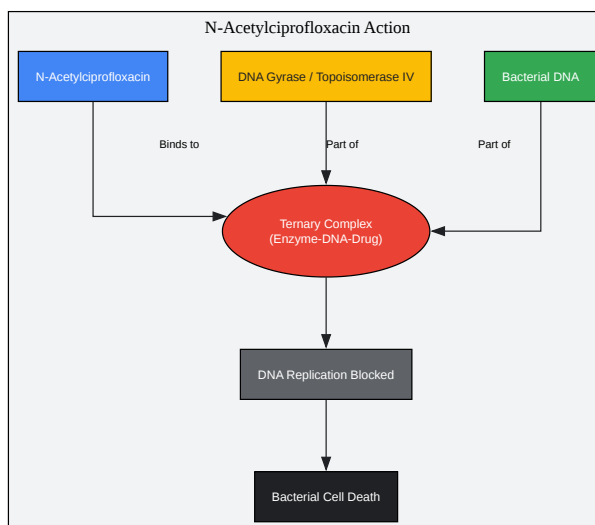 N-Acetylciprofloxacin Action
N-Acetylciprofloxacin
DNA Gyrase / Topoisomerase IV
Bacterial DNA
Binds to
Part of
Part of
Ternary Complex
(Enzyme-DNA-Drug)
DNA Replication Blocked
Bacterial Cell Death